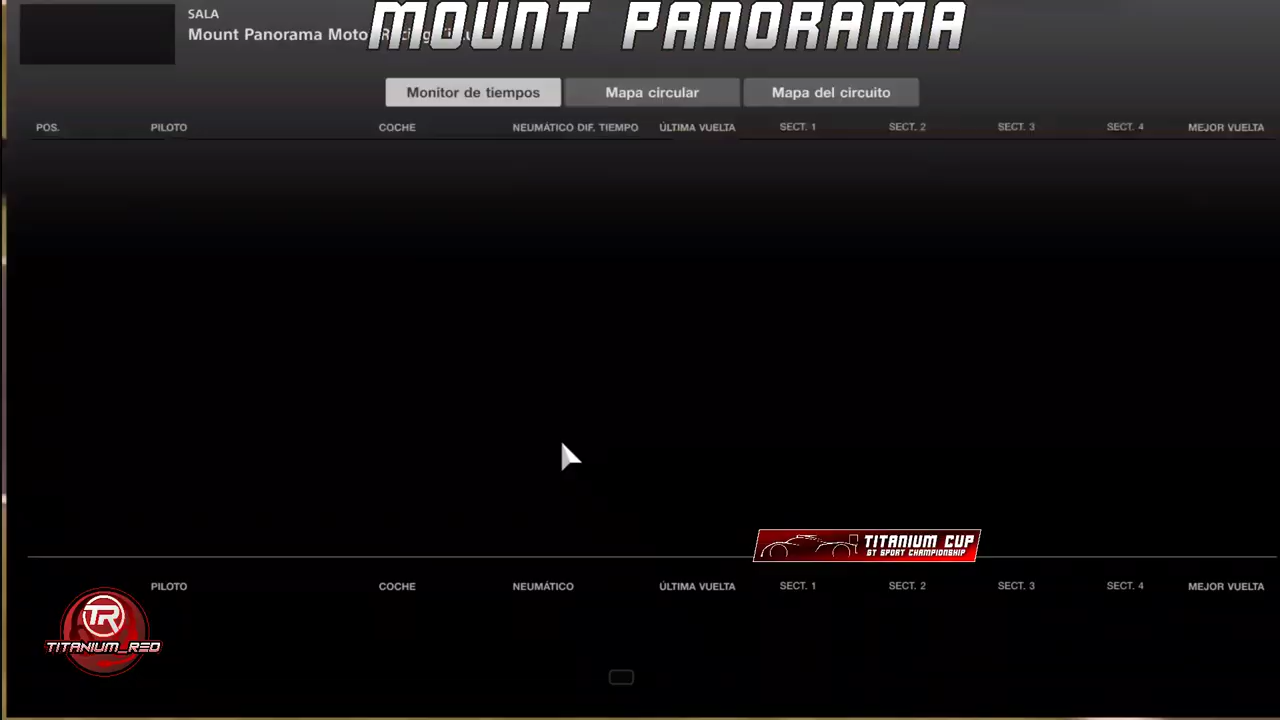 SALA
MOUNT PANORAMA
Mount Panorama Moto
Monitor de tiempos
Mapa circular
Mapa del circuito
POS. PILOTO COCHE NEUMÁTICO DIF. TIEMPO ÚLTIMA VUELTA SECT. 1 SECT. 2 SECT. 3 SECT. 4 MEJOR VUELTA
TITANIUM CUP
GT SPORT CHAMPIONSHIP
PILOTO COCHE NEUMÁTICO ÚLTIMA VUELTA SECT. 1 SECT. 2 SECT. 3 SECT. 4 MEJOR VUELTA
TR
TITANIUM_RED